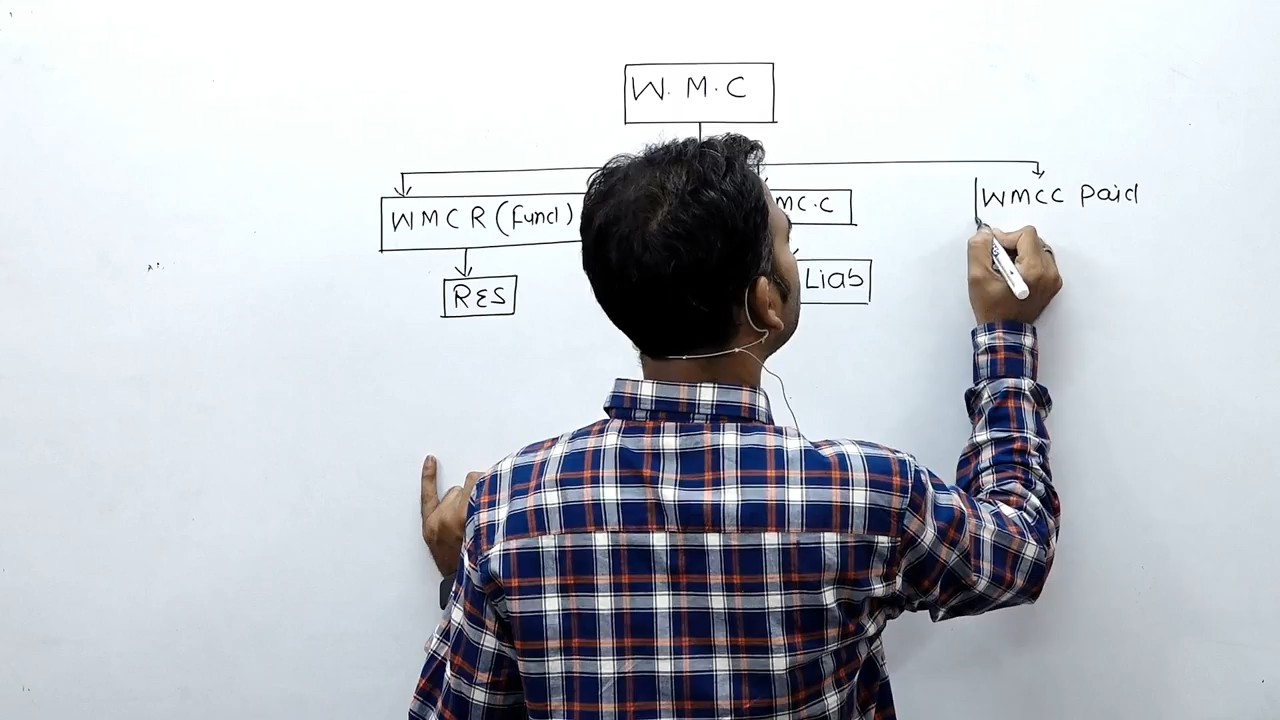 W. M. C
WMCR (Fund)
MC.C
WMCC Paid
RES
Liab